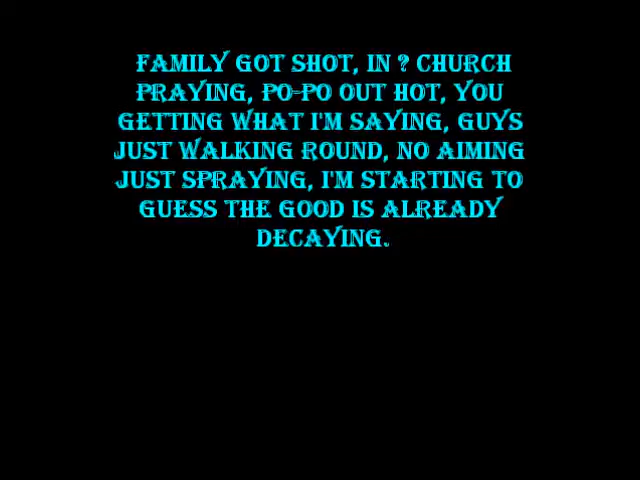 FAMILY GOT SHOT, IN ? CHURCH
PRAYING, PO-PO OUT HOT, YOU
GETTING WHAT I'M SAYING, GUYS
JUST WALKING ROUND, NO AIMING
JUST SPRAYING, I'M STARTING TO
GUESS THE GOOD IS ALREADY
DECAYING.